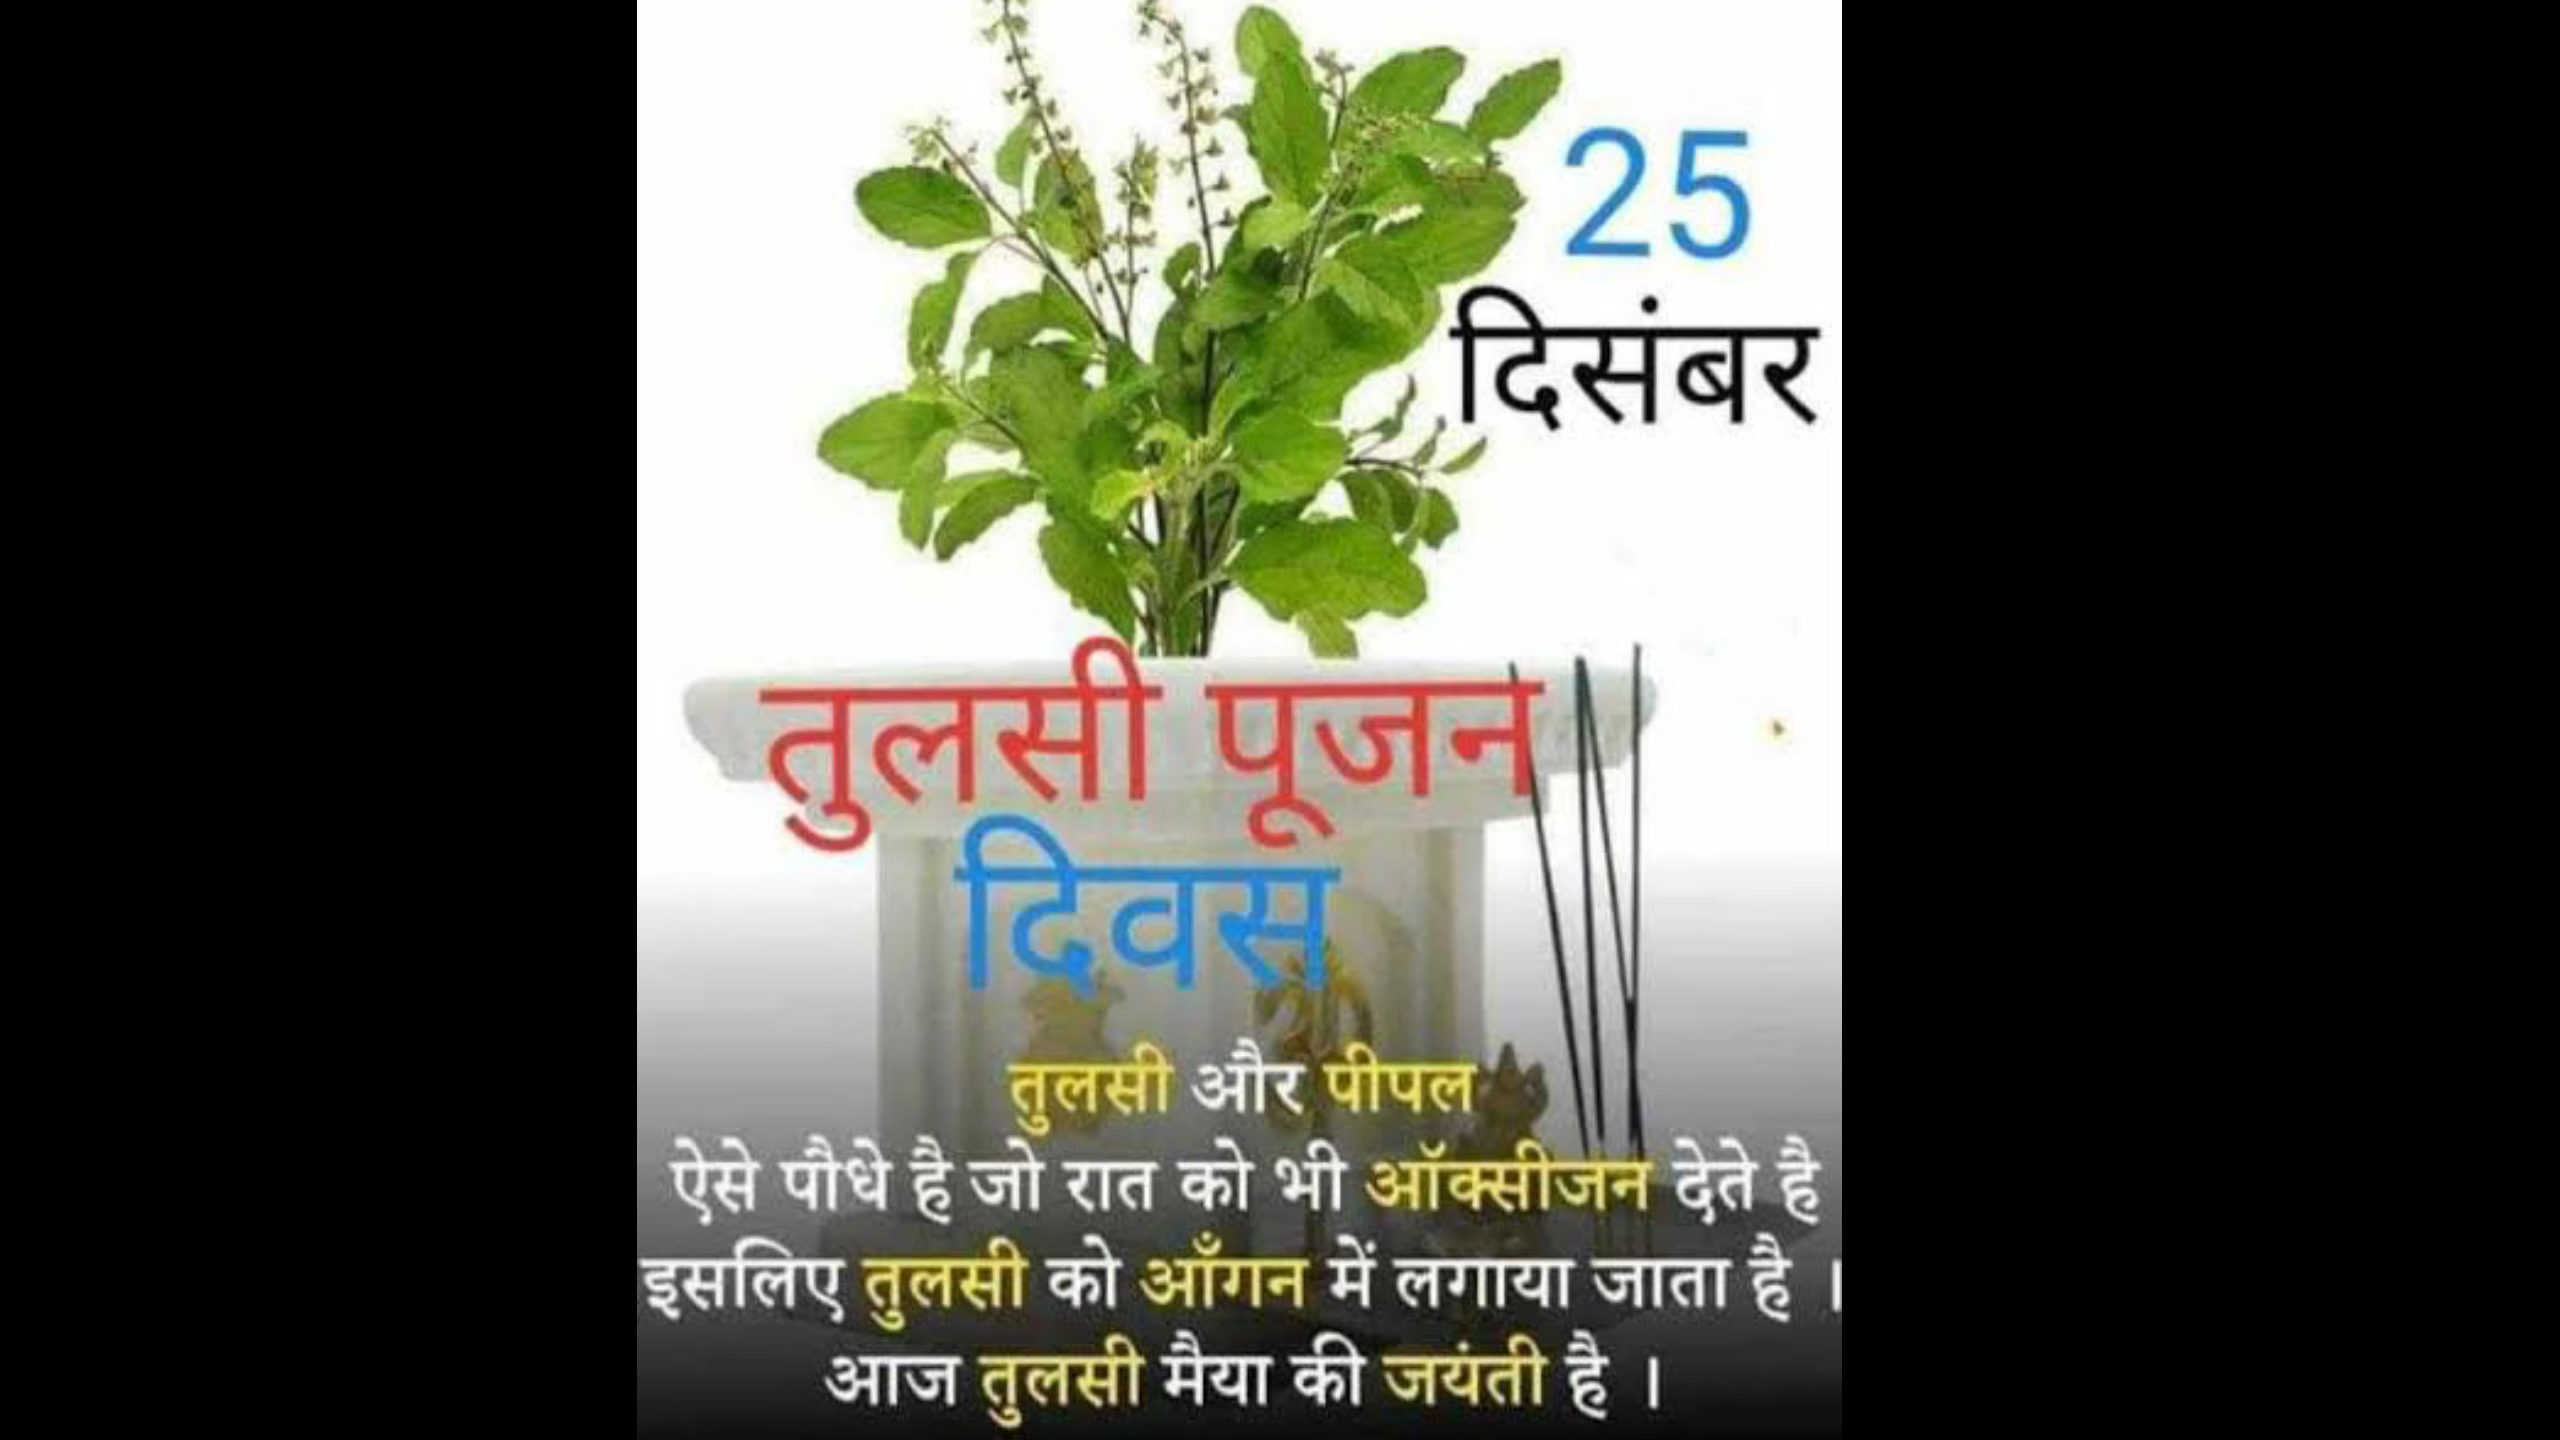 25
दिसंबर
तुलसी पूजन
दिवस
तुलसी और पीपल
ऐसे पौधे है जो रात को भी ऑक्सीजन देते है
इसलिए तुलसी को आँगन में लगाया जाता है ।
आज तुलसी मैया की जयंती है ।